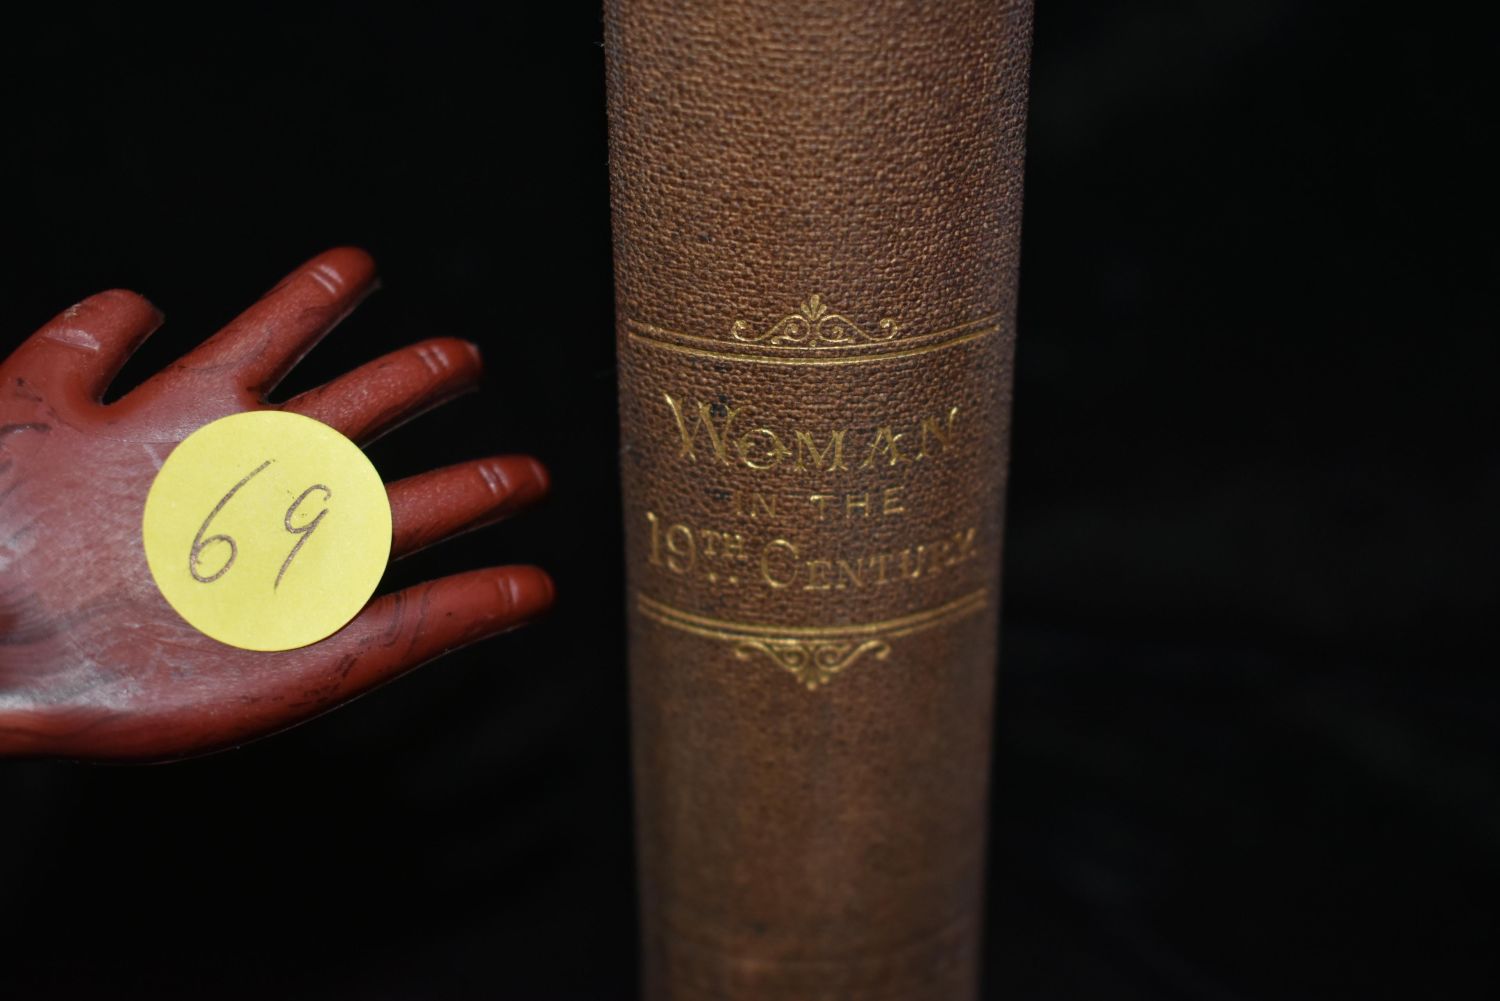 69
WOMAN
IN THE
19TH CENTURY.